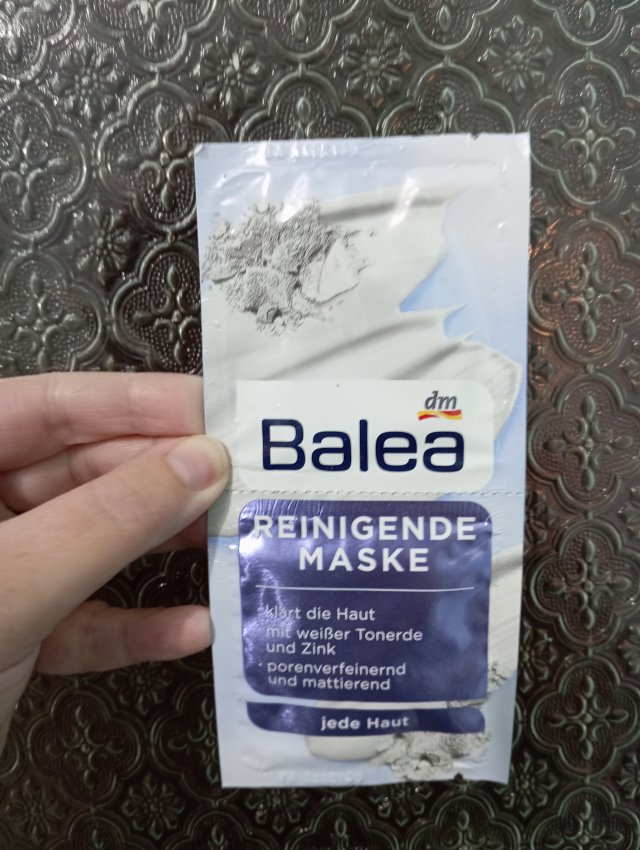 dm
Balea
REINIGENDE
MASKE
· klärt die Haut
· mit weißer Tonerde
und Zink
· porenverfeinernd
und mattierend
jede Haut